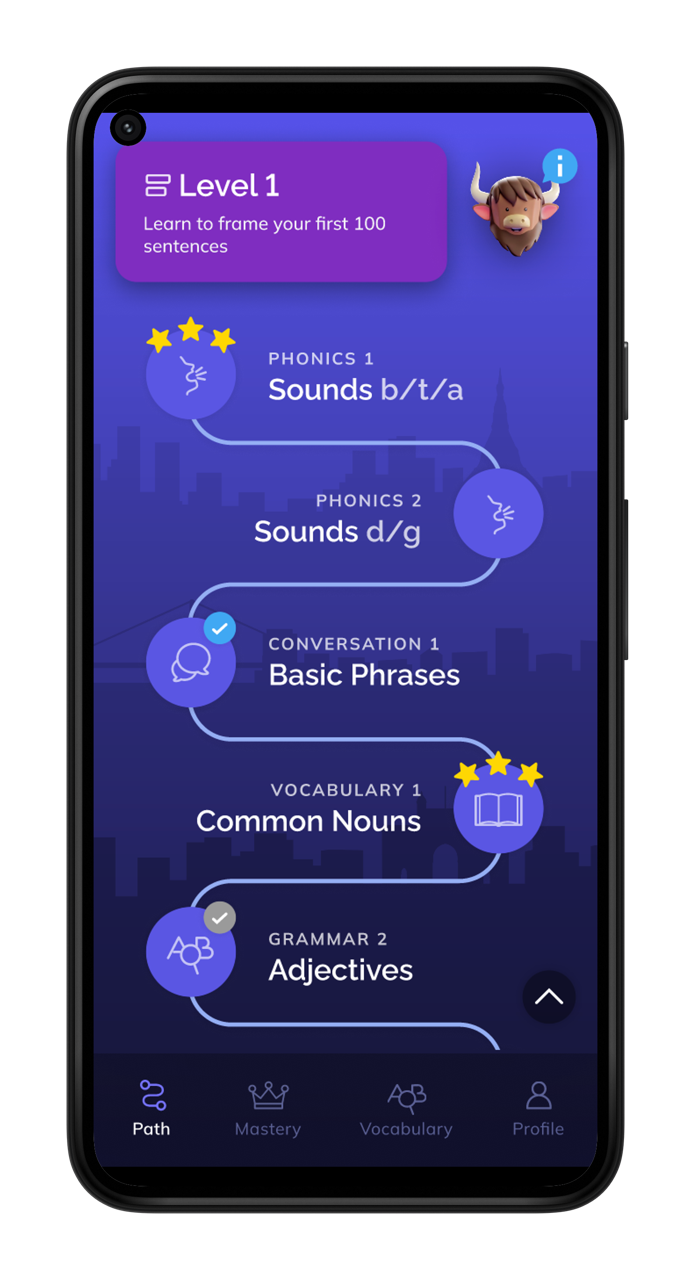 Level 1
Learn to frame your first 100
sentences
i
PHONICS 1
Sounds b/t/a
PHONICS 2
Sounds d/g
CONVERSATION 1
Basic Phrases
VOCABULARY 1
Common Nouns
GRAMMAR 2
Adjectives
Path
Mastery
Vocabulary
Profile